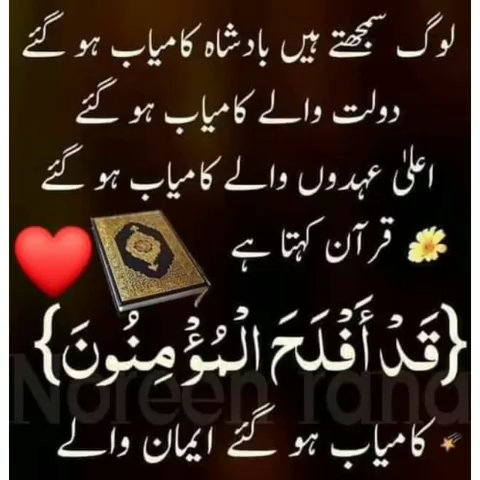 لوگ سمجھتے ہیں بادشاہ کامیاب ہو گئے
دولت والے کامیاب ہو گئے
اعلیٰ عہدوں والے کامیاب ہو گئے
قرآن کہتا ہے
{قَدْ أَفْلَحَ الْمُؤْمِنُونَ}
Noreen rana
کامیاب ہو گئے ایمان والے